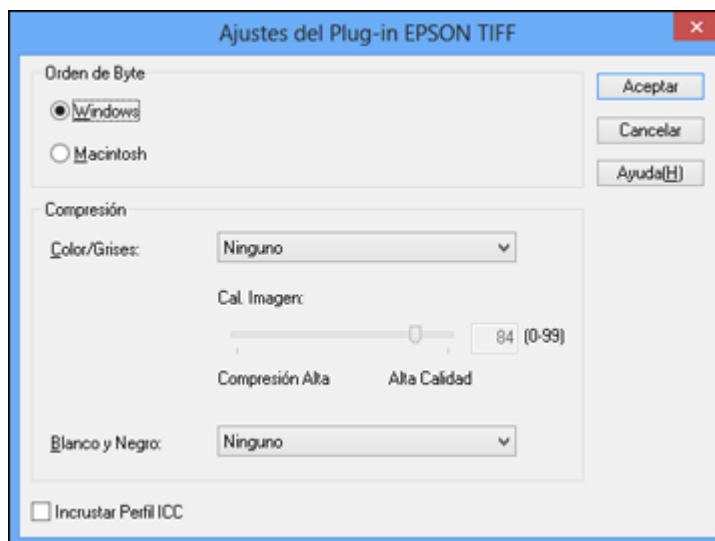 Ajustes del Plug-in EPSON TIFF
Orden de Byte
Windows
Macintosh
Aceptar
Cancelar
Ayuda(H)
Compresión
Color/Grises:
Ninguno
Cal. Imagen:
84 (0-99)
Compresión Alta Alta Calidad
Blanco y Negro:
Ninguno
Incrustar Perfil ICC